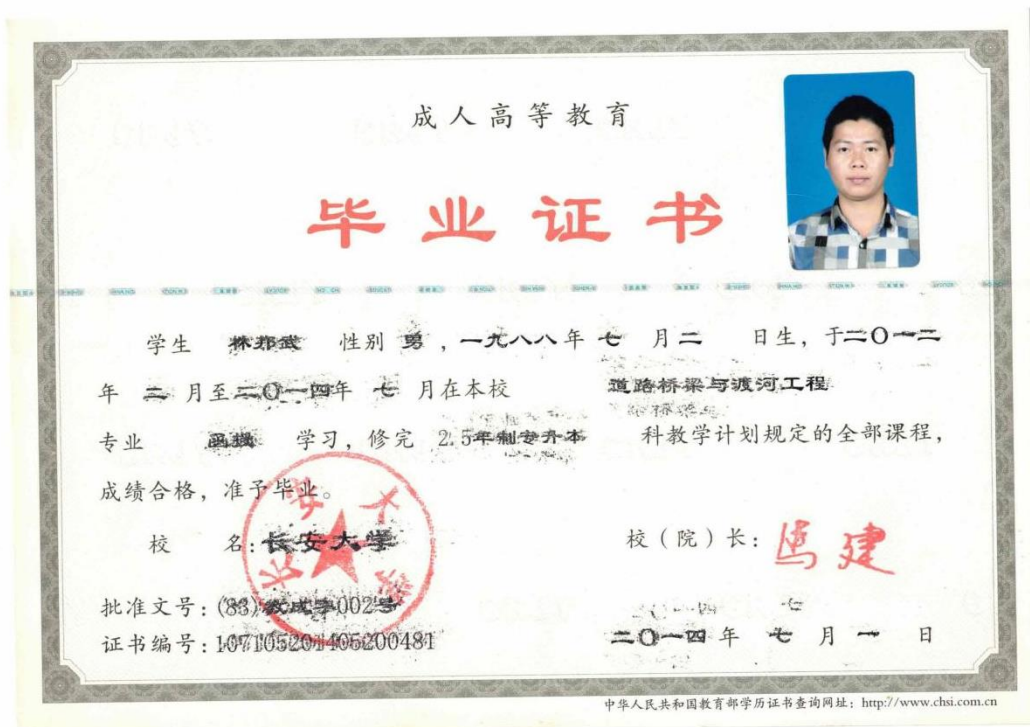 成人高等教育
毕业证书
学生 林邦武 性别 男 ，一九八八年 七 月二 日生，于二〇一二
年 二 月至二〇一四年 七 月在本校 道路桥梁与渡河工程
专业 函授 学习，修完 2.5年制专升本 科教学计划规定的全部课程，
成绩合格，准予毕业。
校 名：长安大学
校（院）长：
批准文号：(83)教成字002号
证书编号：107105201405200481
二〇一四年 七 月 一 日
中华人民共和国教育部学历证书查询网址：http://www.chsi.com.cn